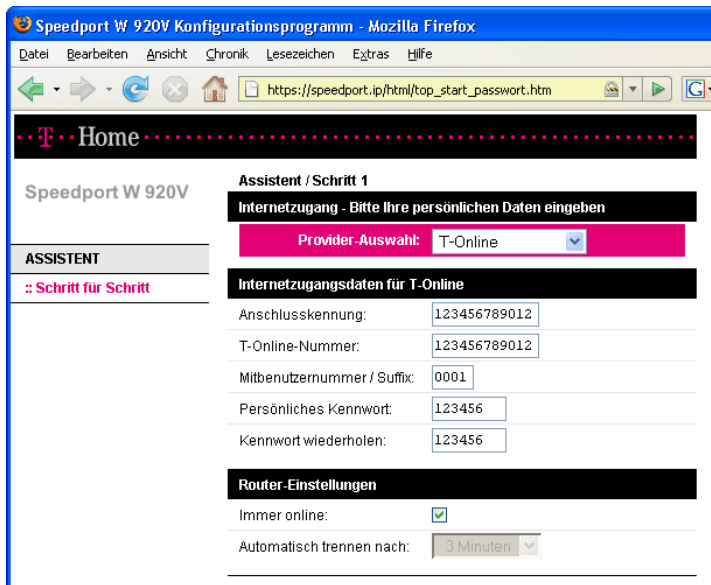 Speedport W 920V Konfigurationsprogramm - Mozilla Firefox
Datei Bearbeiten Ansicht Chronik Lesezeichen Extras Hilfe
https://speedport.ip/html/top_start_passwort.htm
G
T Home
Speedport W 920V
ASSISTENT
:: Schritt für Schritt
Assistent / Schritt 1
Internetzugang - Bitte Ihre persönlichen Daten eingeben
Provider-Auswahl: T-Online
Internetzugangsdaten für T-Online
Anschlusskennung: 123456789012
T-Online-Nummer: 123456789012
Mitbenutzernummer / Suffix: 0001
Persönliches Kennwort: 123456
Kennwort wiederholen: 123456
Router-Einstellungen
Immer online:
Automatisch trennen nach: 3 Minuten